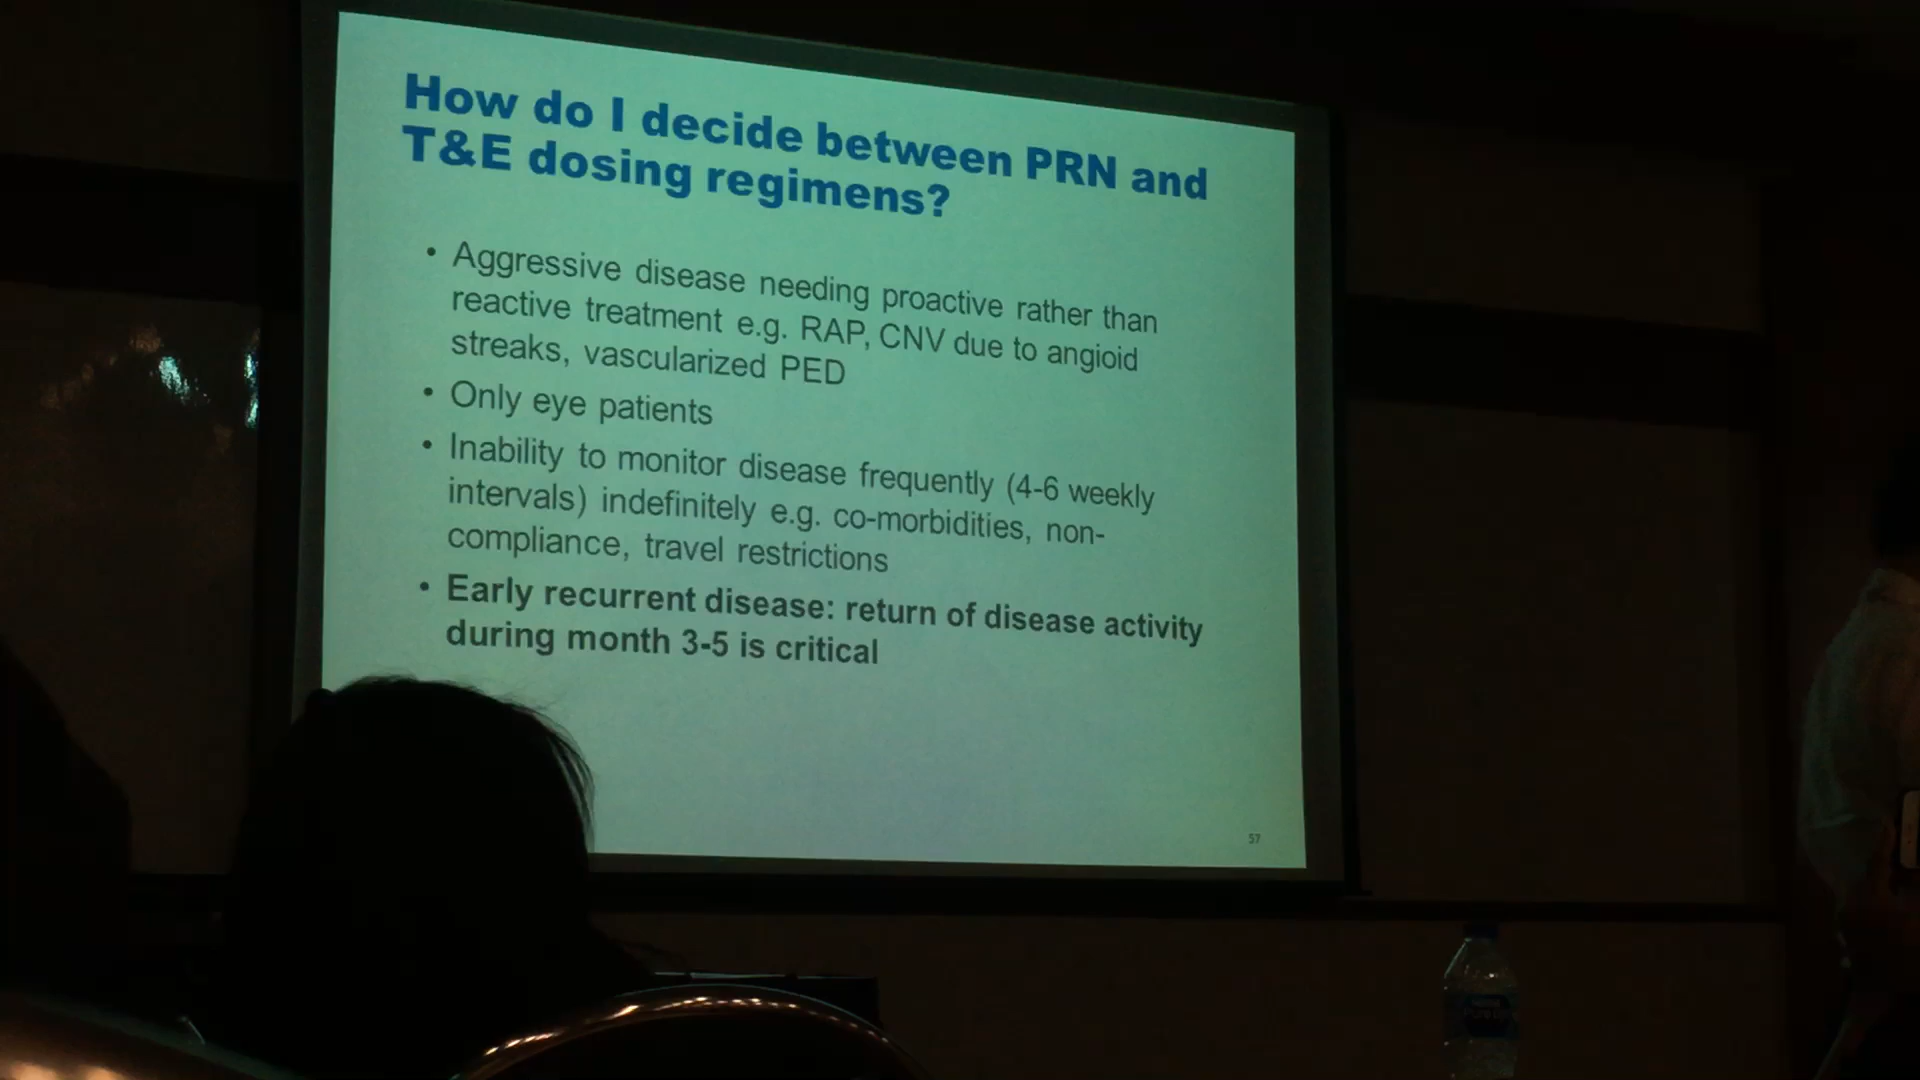 How do I decide between PRN and
T&E dosing regimens?
• Aggressive disease needing proactive rather than
reactive treatment e.g. RAP, CNV due to angioid
streaks, vascularized PED
• Only eye patients
• Inability to monitor disease frequently (4-6 weekly
intervals) indefinitely e.g. co-morbidities, non-
compliance, travel restrictions
• Early recurrent disease: return of disease activity
during month 3-5 is critical
57
Pure